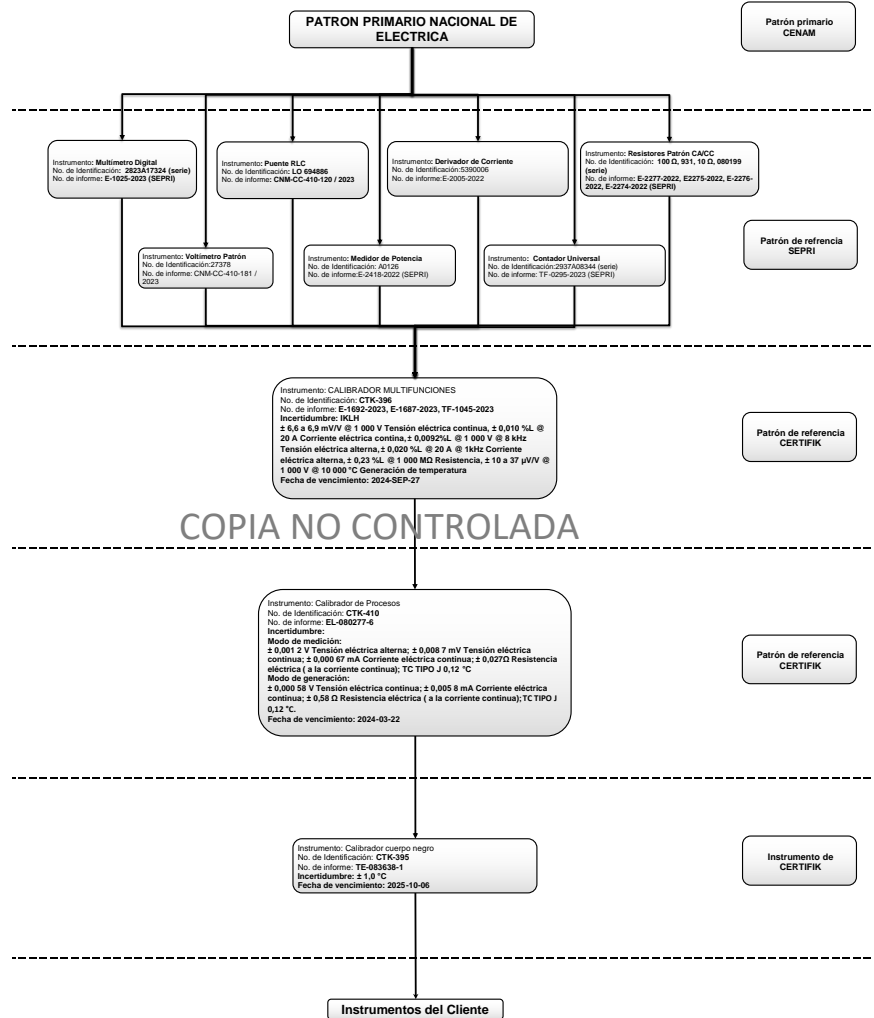 PATRON PRIMARIO NACIONAL DE
ELECTRICA
Patrón primario
CENAM
Instrumento: Multímetro Digital
No. de Identificación: 2823A17324 (serie)
No. de informe: E-1025-2023 (SEPRI)
Instrumento: Puente RLC
No. de Identificación: LO 694886
No. de informe: CNM-CC-410-120 / 2023
Instrumento: Derivador de Corriente
No. de Identificación:5390006
No. de informe:E-2005-2022
Instrumento: Resistores Patrón CA/CC
No. de Identificación: 100 Ω, 931, 10 Ω, 080199
(serie)
No. de informe: E-2277-2022, E2275-2022, E-2276-
2022, E-2274-2022 (SEPRI)
Patrón de refrencia
SEPRI
Instrumento: Voltímetro Patrón
No. de Identificación:27378
No. de informe: CNM-CC-410-181 /
2023
Instrumento: Medidor de Potencia
No. de Identificación: A0126
No. de informe:E-2418-2022 (SEPRI)
Instrumento: Contador Universal
No. de Identificación:2937A08344 (serie)
No. de informe: TF-0295-2023 (SEPRI)
Instrumento: CALIBRADOR MULTIFUNCIONES
No. de Identificación: CTK-396
No. de informe: E-1692-2023, E-1687-2023, TF-1045-2023
Incertidumbre: IKLH
± 6,6 a 6,9 mV/V @ 1 000 V Tensión eléctrica continua, ± 0,010 %L @
20 A Corriente eléctrica contina, ± 0,0092%L @ 1 000 V @ 8 kHz
Tensión eléctrica alterna, ± 0,020 %L @ 20 A @ 1kHz Corriente
eléctrica alterna, ± 0,23 %L @ 1 000 MΩ Resistencia, ± 10 a 37 µV/V @
1 000 V @ 10 000 °C Generación de temperatura
Fecha de vencimiento: 2024-SEP-27
Patrón de referencia
CERTIFIK
COPIA NO CONTROLADA
Instrumento: Calibrador de Procesos
No. de Identificación: CTK-410
No. de informe: EL-080277-6
Incertidumbre:
Modo de medición:
± 0,001 2 V Tensión eléctrica alterna; ± 0,008 7 mV Tensión eléctrica
continua; ± 0,000 67 mA Corriente eléctrica continua; ± 0,027Ω Resistencia
eléctrica ( a la corriente continua); TC TIPO J 0,12 °C
Modo de generación:
± 0,000 58 V Tensión eléctrica continua; ± 0,005 8 mA Corriente eléctrica
continua; ± 0,58 Ω Resistencia eléctrica ( a la corriente continua);TC TIPO J
0,12 °C.
Fecha de vencimiento: 2024-03-22
Patrón de referencia
CERTIFIK
Instrumento: Calibrador cuerpo negro
No. de Identificación: CTK-395
No. de informe: TE-083638-1
Incertidumbre: ± 1,0 °C
Fecha de vencimiento: 2025-10-06
Instrumento de
CERTIFIK
Instrumentos del Cliente